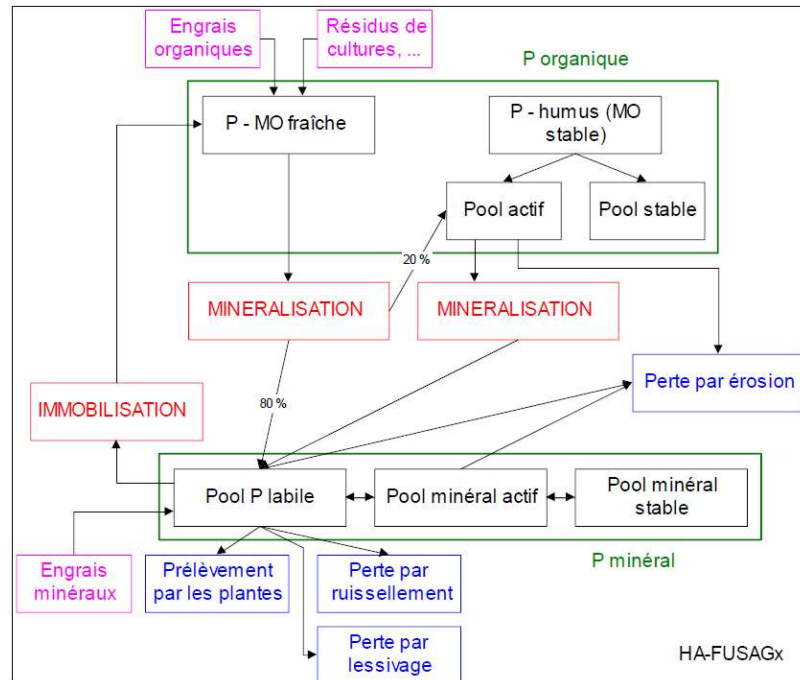 Engrais
organiques
Résidus de
cultures, ...
P organique
P - MO fraîche
P - humus (MO
stable)
Pool actif
Pool stable
20 %
MINERALISATION
MINERALISATION
Perte par érosion
IMMOBILISATION
80 %
Pool P labile
Pool minéral actif
Pool minéral
stable
P minéral
Engrais
minéraux
Prélèvement
par les plantes
Perte par
ruissellement
Perte par
lessivage
HA-FUSAGx